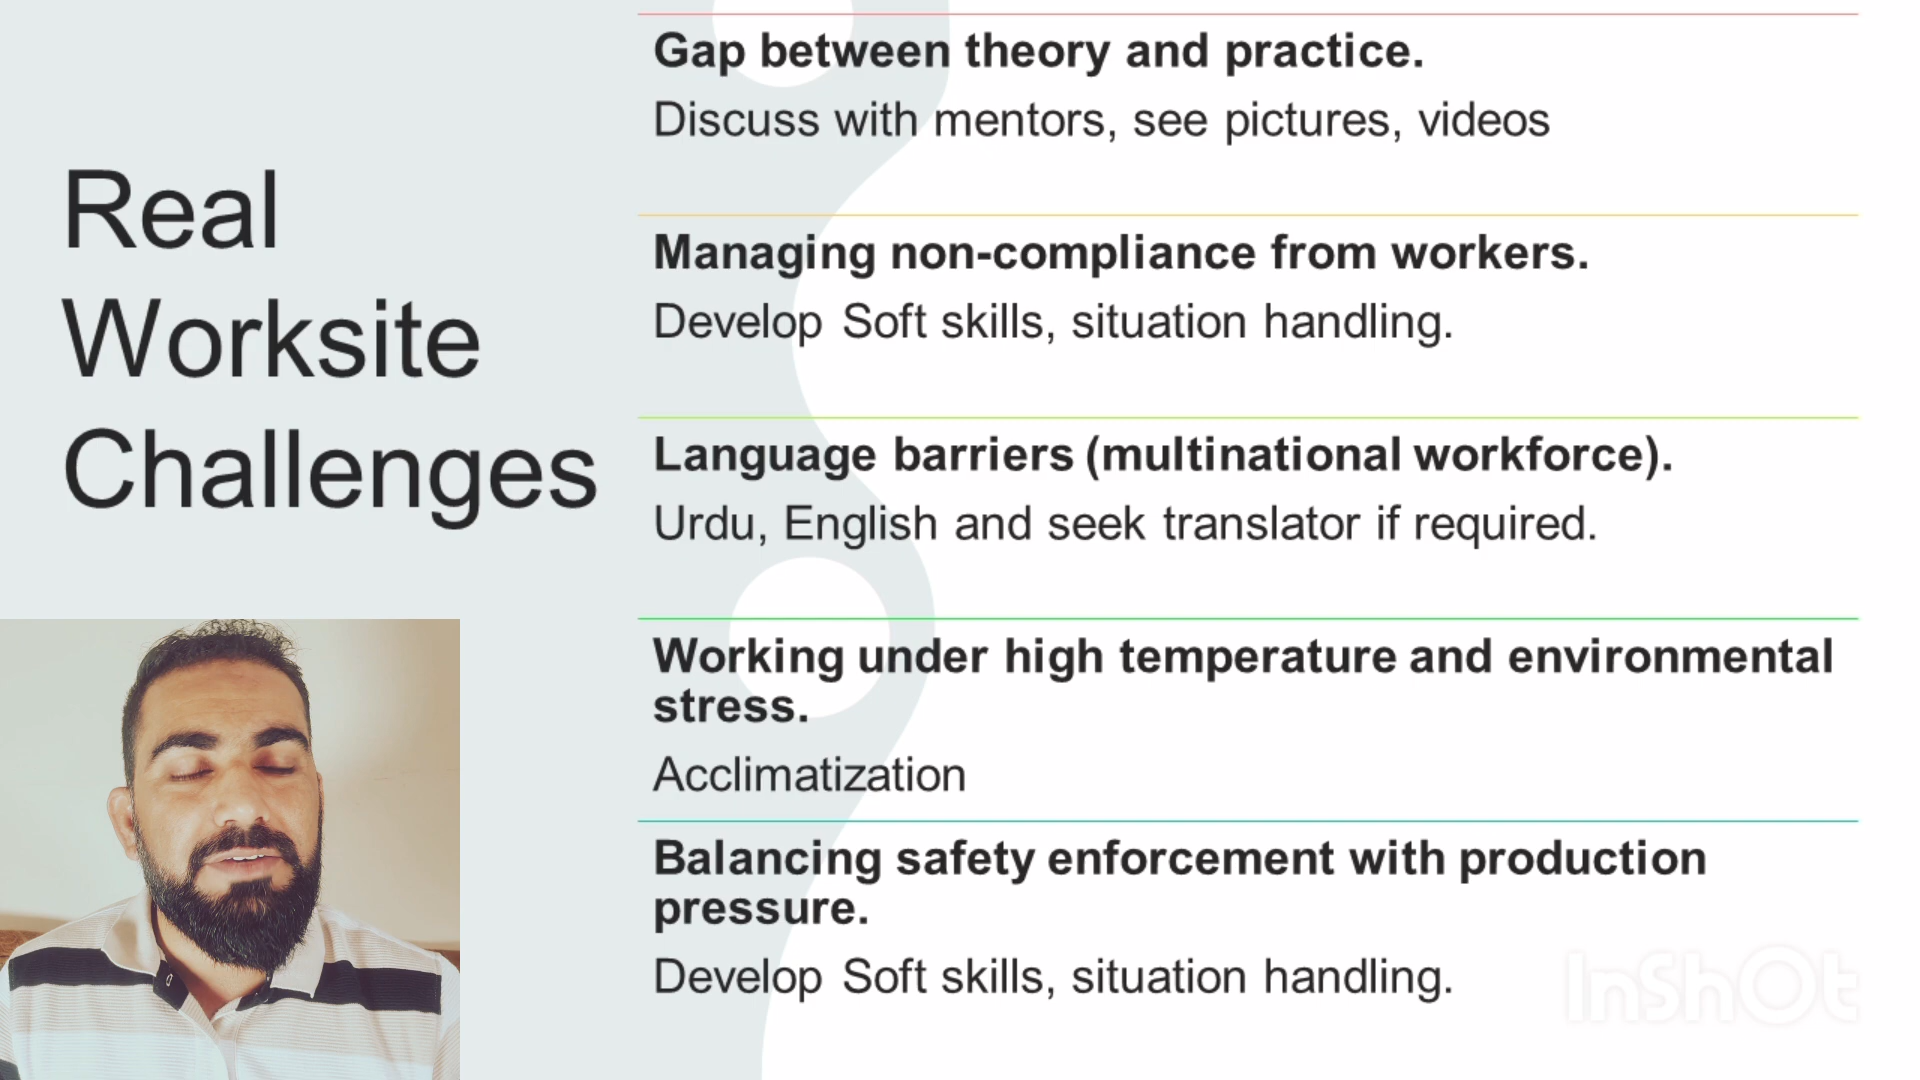 Real
Worksite
Challenges
Gap between theory and practice.
Discuss with mentors, see pictures, videos
Managing non-compliance from workers.
Develop Soft skills, situation handling.
Language barriers (multinational workforce).
Urdu, English and seek translator if required.
Working under high temperature and environmental
stress.
Acclimatization
Balancing safety enforcement with production
pressure.
Develop Soft skills, situation handling.
InShOt